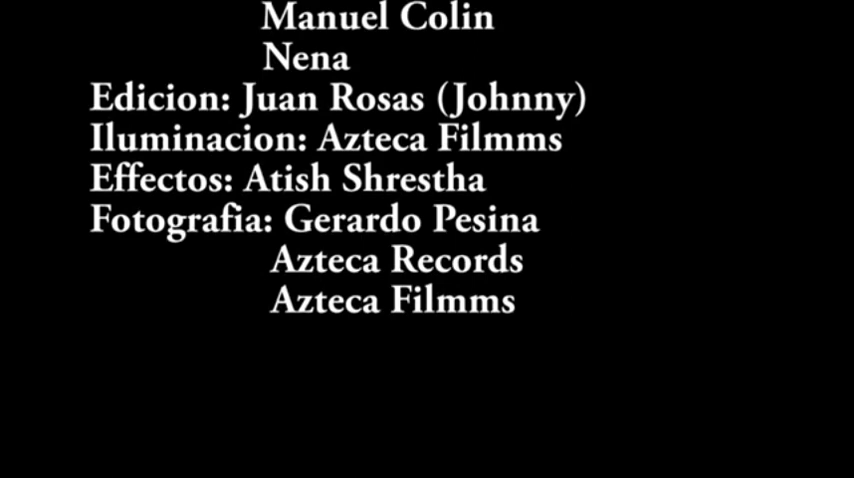 Manuel Colin
Nena
Edicion: Juan Rosas (Johnny)
Iluminacion: Azteca Filmms
Effectos: Atish Shrestha
Fotografia: Gerardo Pesina
Azteca Records
Azteca Filmms